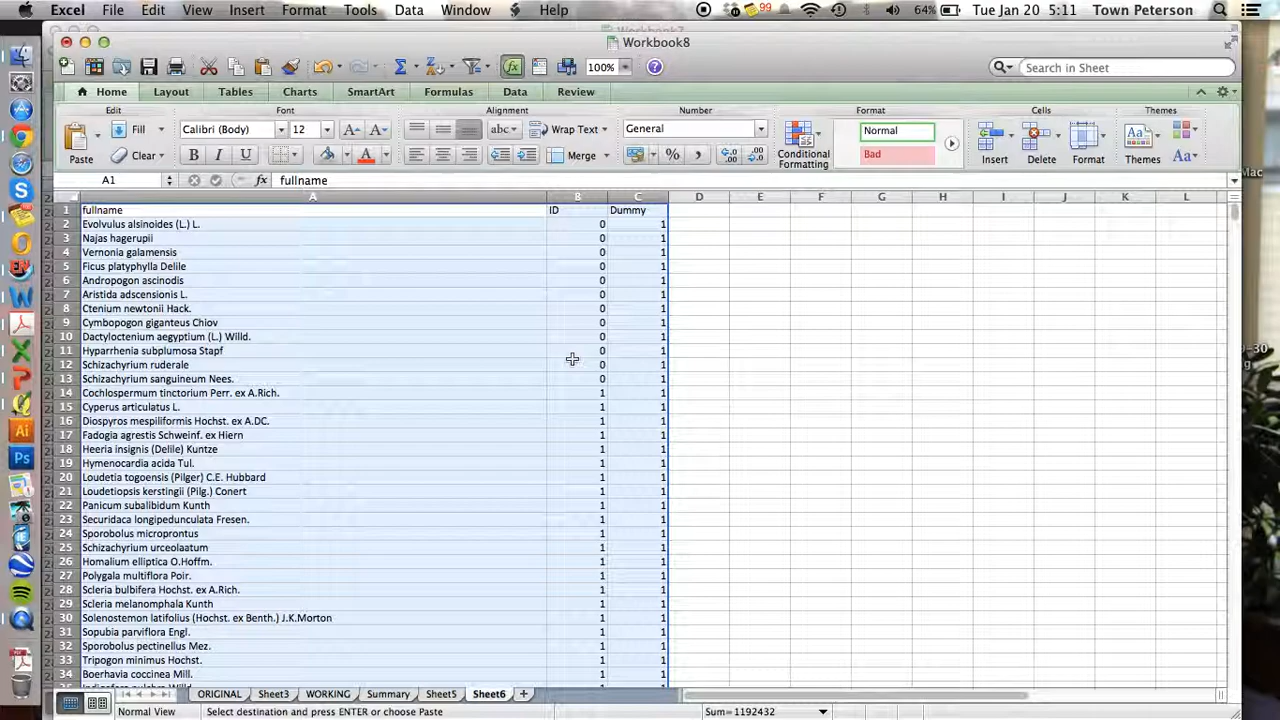 Excel File Edit View Insert Format Tools Data Window Help 99 64% Tue Jan 20 5:11 Town Peterson
Workbook7
Workbook8
100% Search in Sheet
Home Layout Tables Charts SmartArt Formulas Data Review
Edit Font Alignment Number Format Cells Themes
Paste Fill Clear Calibri (Body) 12 abc Wrap Text General Conditional Formatting Normal Insert Delete Format Themes Aa
B I U A Merge % Bad
A1 fx fullname
A B C D E F G H I J K L
1 fullname ID Dummy
2 Evolvulus alsinoides (L.) L. 0 1
3 Najas hagerupii 0 1
4 Vernonia galamensis 0 1
5 Ficus platyphylla Delile 0 1
6 Andropogon ascinodis 0 1
7 Aristida adscensionis L. 0 1
8 Ctenium newtonii Hack. 0 1
9 Cymbopogon giganteus Chiov 0 1
10 Dactyloctenium aegyptium (L.) Willd. 0 1
11 Hyparrhenia subplumosa Stapf 0 1
12 Schizachyrium ruderale 0 1
13 Schizachyrium sanguineum Nees. 0 1
14 Cochlospermum tinctorium Perr. ex A.Rich. 1 1
15 Cyperus articulatus L. 1 1
16 Diospyros mespiliformis Hochst. ex A.DC. 1 1
17 Fadogia agrestis Schweinf. ex Hiern 1 1
18 Heeria insignis (Delile) Kuntze 1 1
19 Hymenocardia acida Tul. 1 1
20 Loudetia togoensis (Pilger) C.E. Hubbard 1 1
21 Loudetiopsis kerstingii (Pilg.) Conert 1 1
22 Panicum subalibidum Kunth 1 1
23 Securidaca longipedunculata Fresen. 1 1
24 Sporobolus microprontus 1 1
25 Schizachyrium urceolaatum 1 1
26 Homalium elliptica O.Hoffm. 1 1
27 Polygala multiflora Poir. 1 1
28 Scleria bulbifera Hochst. ex A.Rich. 1 1
29 Scleria melanomphala Kunth 1 1
30 Solenostemon latifolius (Hochst. ex Benth.) J.K.Morton 1 1
31 Sopubia parviflora Engl. 1 1
32 Sporobolus pectinellus Mez. 1 1
33 Tripogon minimus Hochst. 1 1
34 Boerhavia coccinea Mill. 1 1
ORIGINAL Sheet3 WORKING Summary Sheet5 Sheet6
Normal View Select destination and press ENTER or choose Paste Sum=1192432